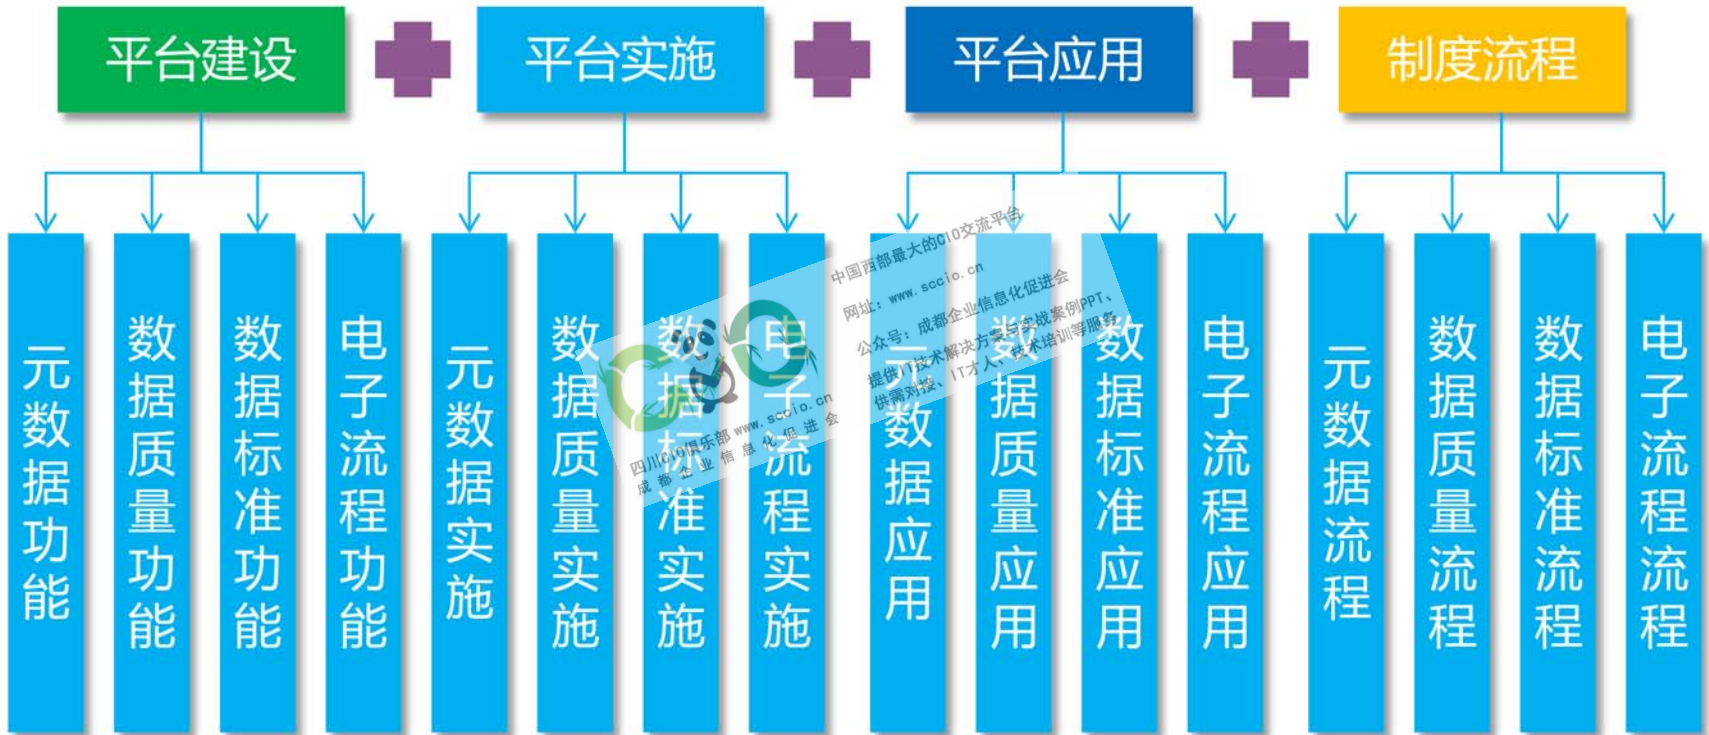 平台建设
平台实施
平台应用
制度流程
元数据功能
数据质量功能
数据标准功能
电子流程功能
元数据实施
数据质量实施
数据标准实施
电子流程实施
元数据应用
数据质量应用
数据标准应用
电子流程应用
元数据流程
数据质量流程
数据标准流程
电子流程流程
中国西部最大的CIO交流平台
网址：www.sccio.cn
公众号：成都企业信息化促进会
提供IT技术解决方案与实战案例PPT、
供需对接、IT才人、技术培训等服务
四川CIO俱乐部 www.sccio.cn
成都企业信息化促进会